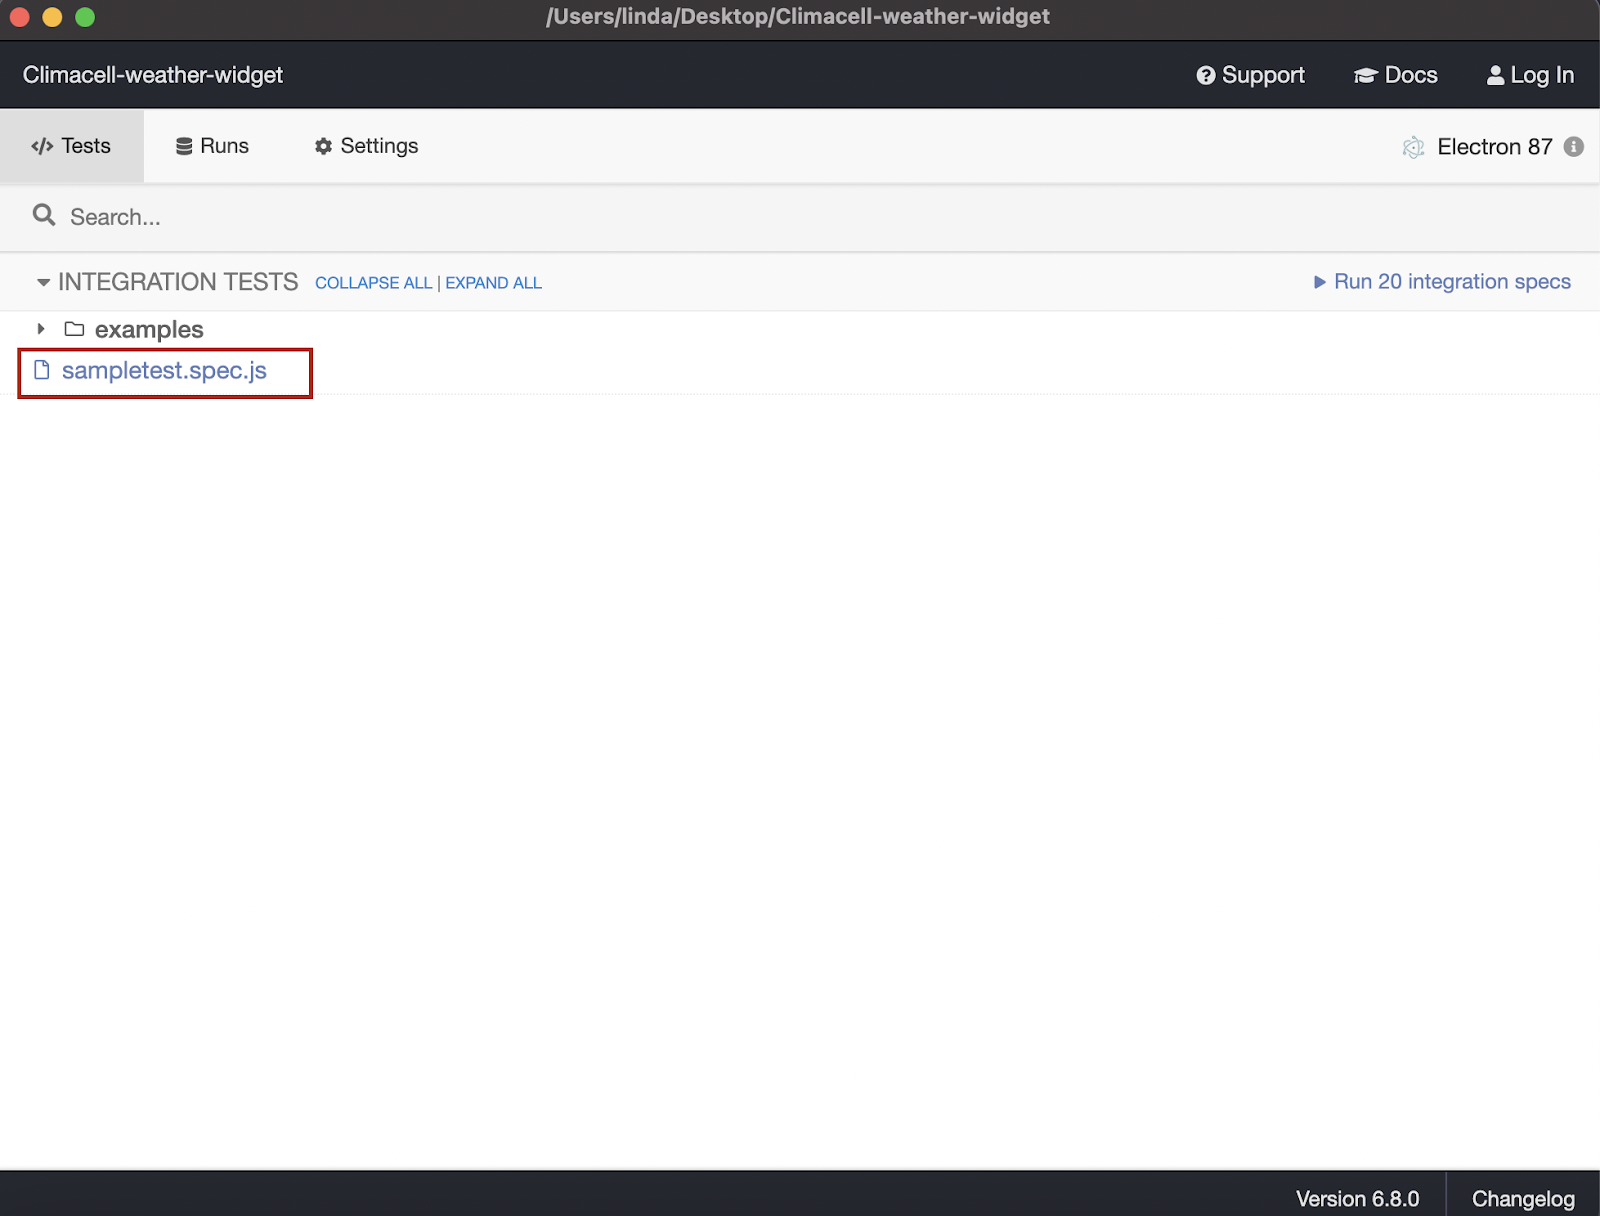 /Users/linda/Desktop/Climacell-weather-widget
Climacell-weather-widget Support Docs Log In
</> Tests Runs Settings Electron 87
Search...
INTEGRATION TESTS COLLAPSE ALL | EXPAND ALL Run 20 integration specs
examples
sampletest.spec.js
Version 6.8.0 Changelog